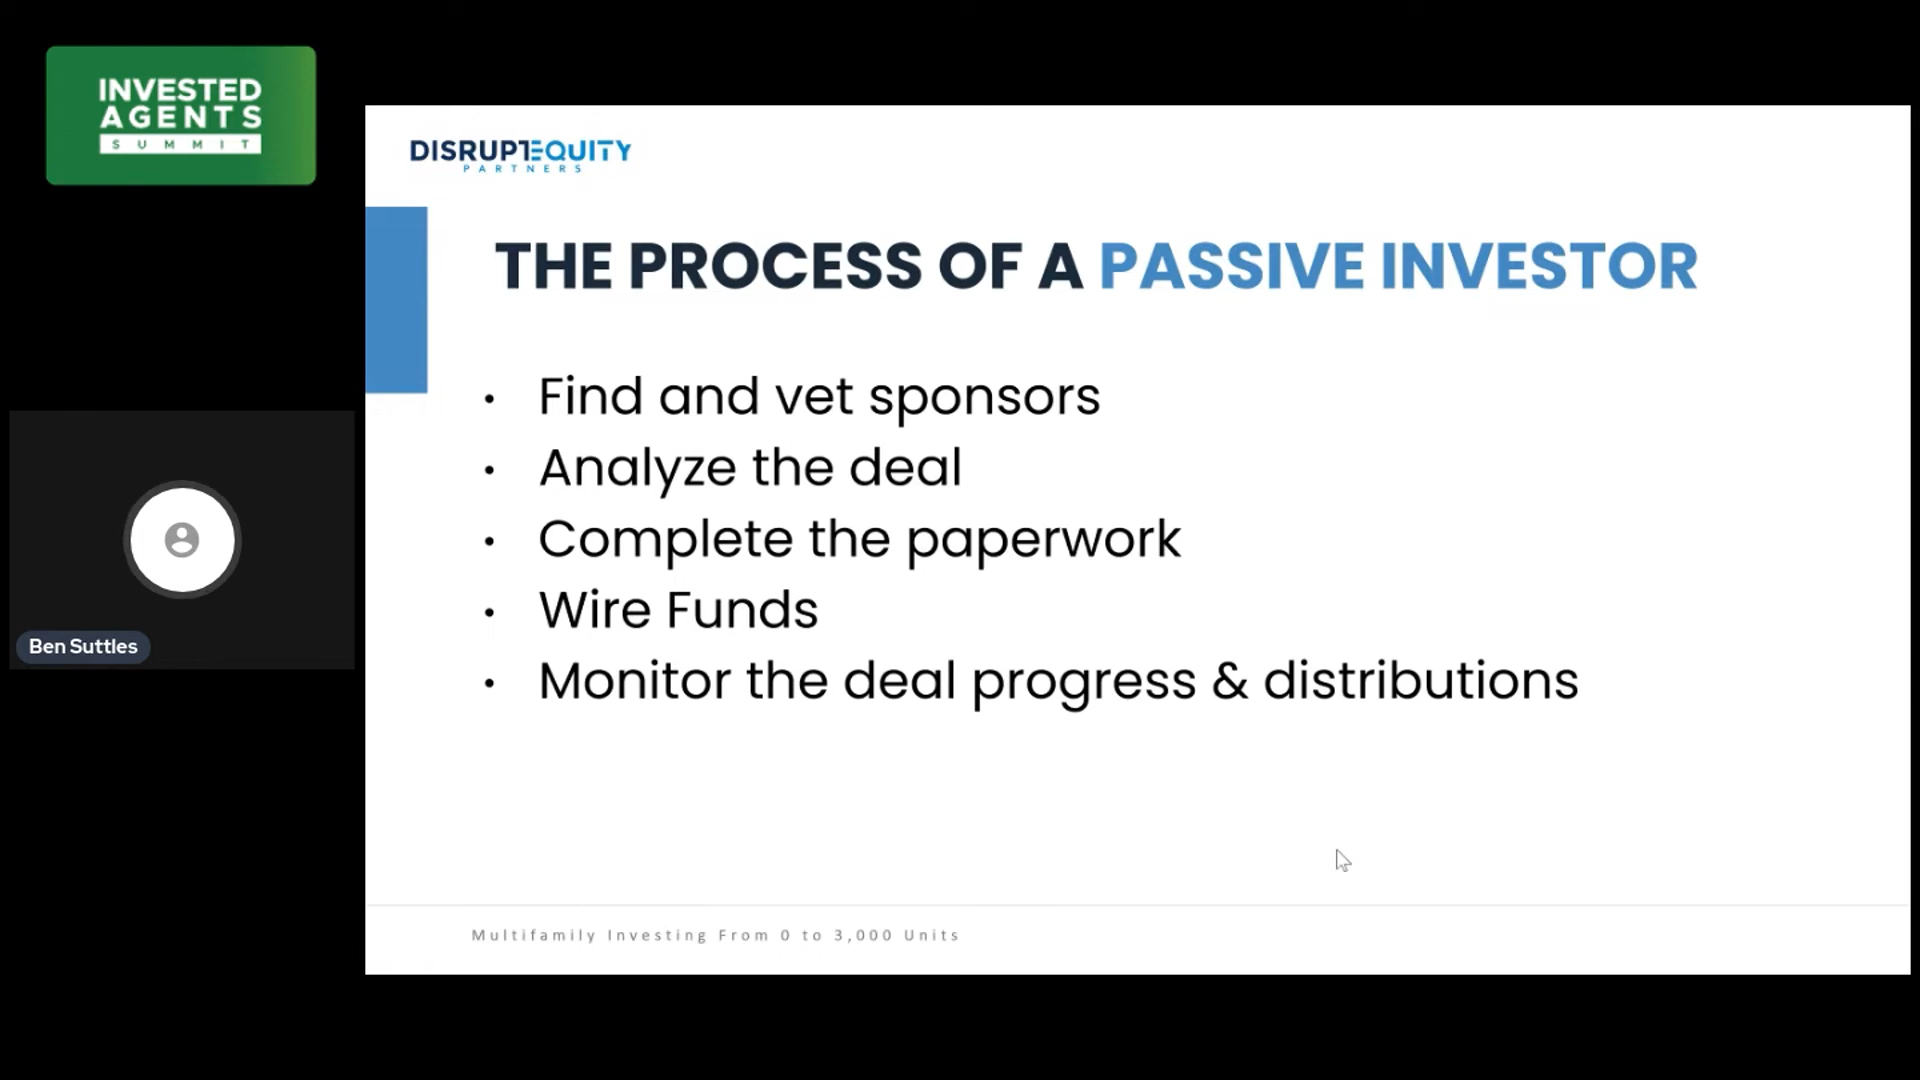 INVESTED
AGENTS
SUMMIT
DISRUPTEQUITY
PARTNERS
THE PROCESS OF A PASSIVE INVESTOR
• Find and vet sponsors
• Analyze the deal
• Complete the paperwork
• Wire Funds
• Monitor the deal progress & distributions
Ben Suttles
Multifamily Investing From 0 to 3,000 Units